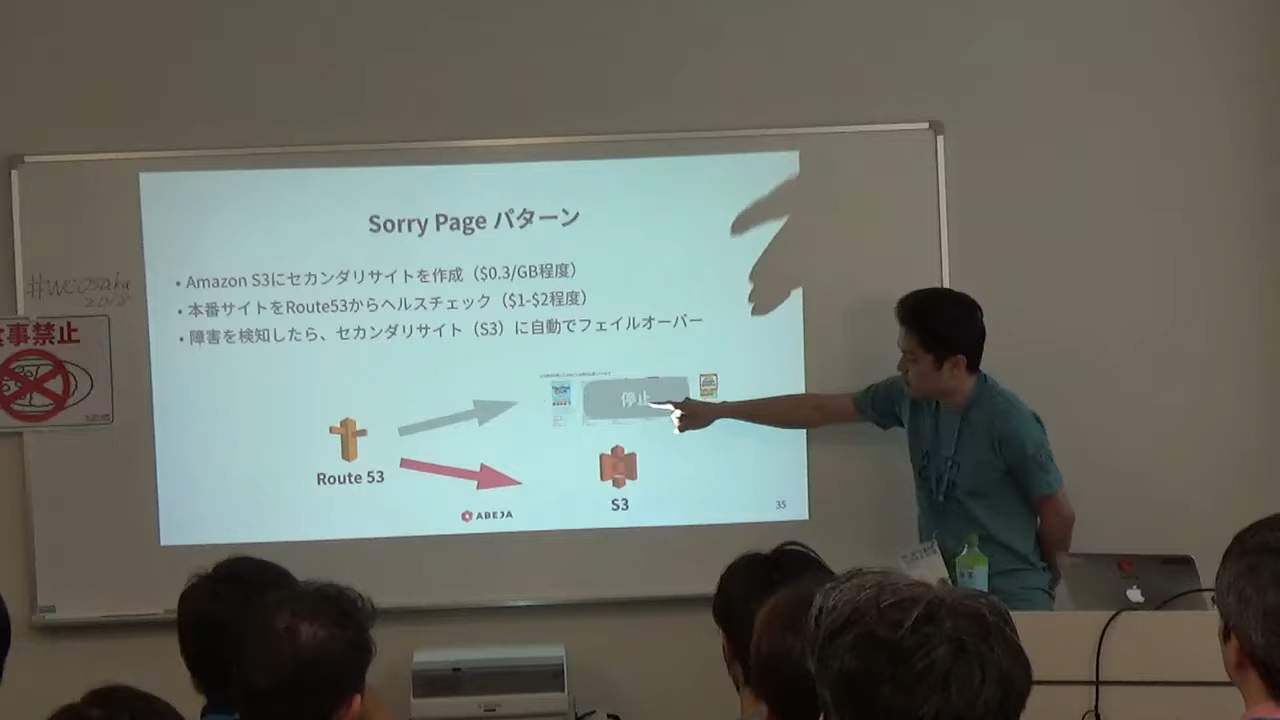 Sorry Page パターン
• Amazon S3にセカンダリサイトを作成（$0.3/GB程度）
• 本番サイトをRoute53からヘルスチェック（$1-$2程度）
• 障害を検知したら、セカンダリサイト（S3）に自動でフェイルオーバー
#wcosaka
2018
食事禁止
停止
Route 53
S3
ABEJA
35